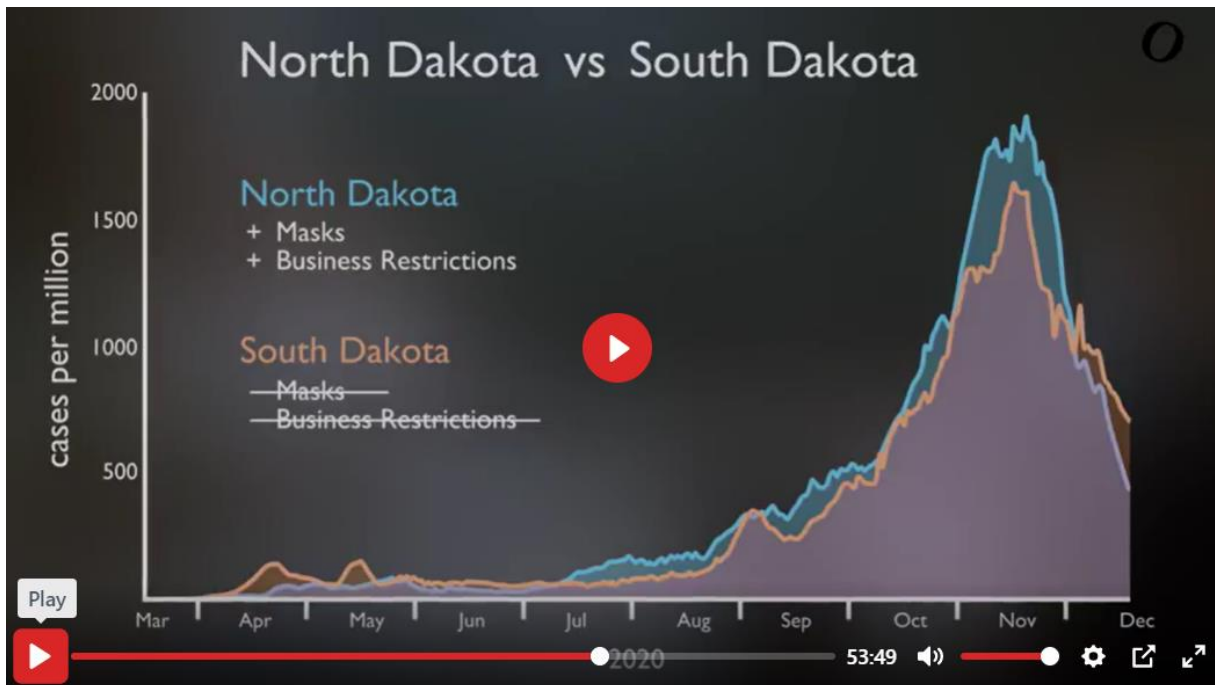 North Dakota vs South Dakota
O
2000
1500
1000
500
cases per million
North Dakota
+ Masks
+ Business Restrictions
South Dakota
Masks
Business Restrictions
Play
Mar Apr May Jun Jul Aug Sep Oct Nov Dec
2020
53:49